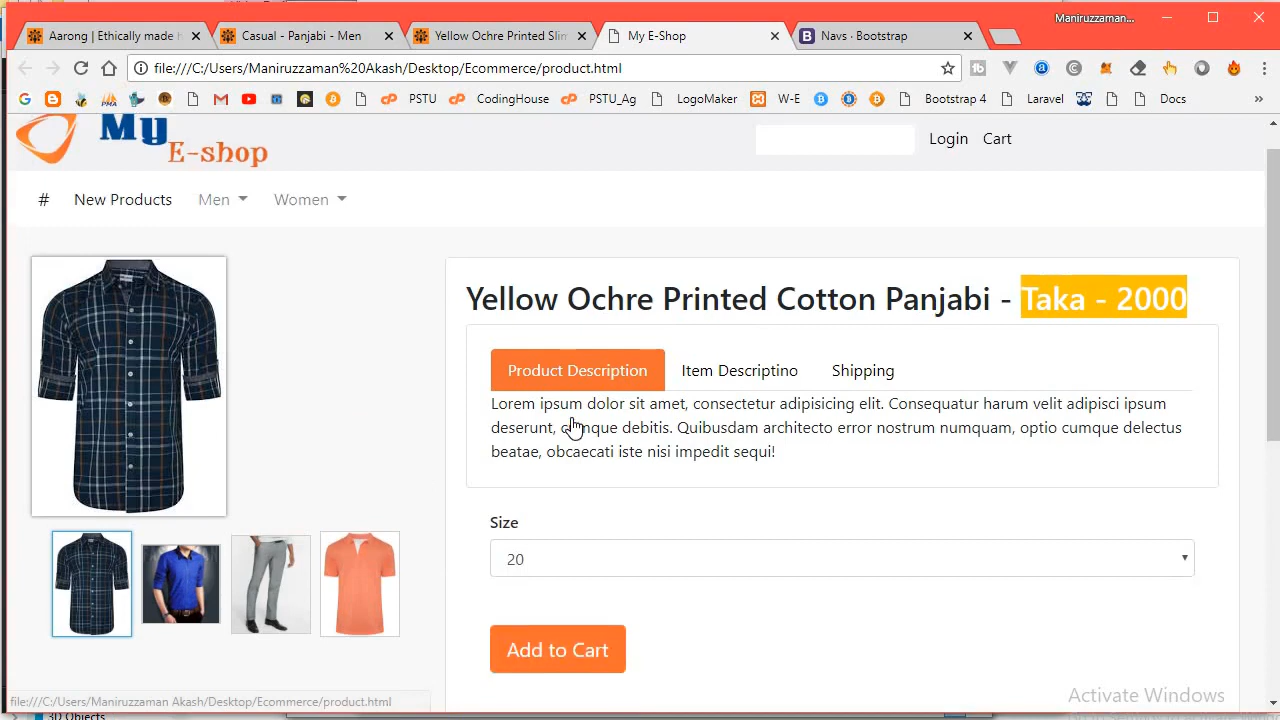 Maniruzzaman...
Aarong | Ethically made h
Casual - Panjabi - Men
Yellow Ochre Printed Slim
My E-Shop
Navs · Bootstrap
file:///C:/Users/Maniruzzaman%20Akash/Desktop/Ecommerce/product.html
PSTU
CodingHouse
PSTU_Ag
LogoMaker
W-E
Bootstrap 4
Laravel
Docs
My
E-shop
Login Cart
# New Products Men Women
Yellow Ochre Printed Cotton Panjabi - Taka - 2000
Product Description Item Descriptino Shipping
Lorem ipsum dolor sit amet, consectetur adipisicing elit. Consequatur harum velit adipisci ipsum
deserunt, cumque debitis. Quibusdam architecto error nostrum numquam, optio cumque delectus
beatae, obcaecati iste nisi impedit sequi!
Size
20
Add to Cart
Activate Windows
file:///C:/Users/Maniruzzaman Akash/Desktop/Ecommerce/product.html
3D Objects